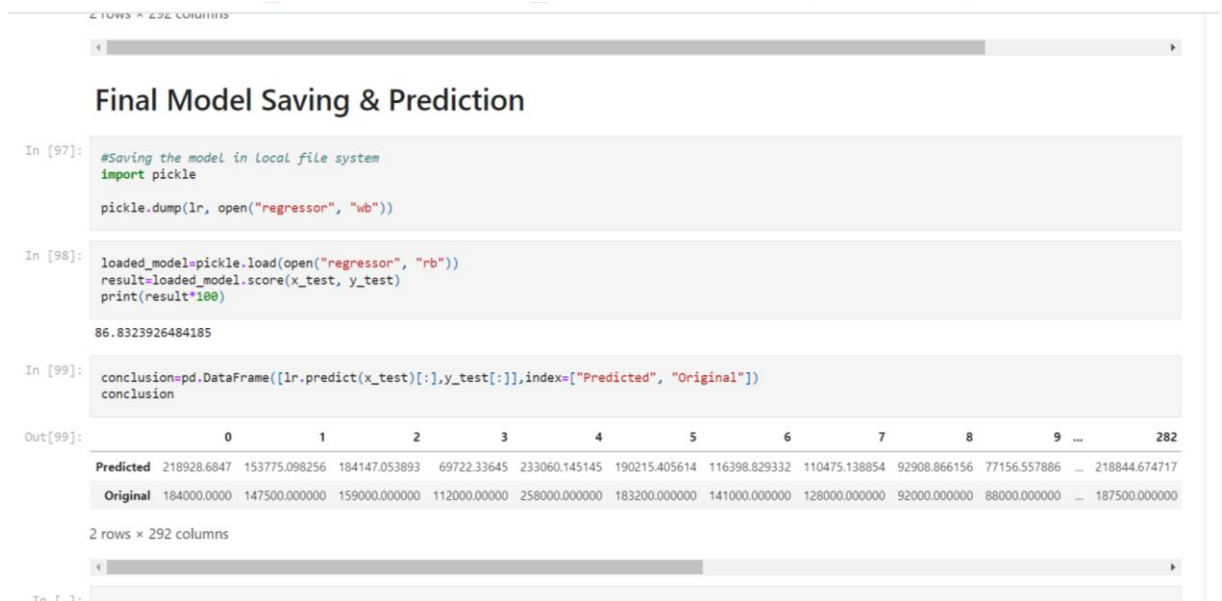 2 rows × 292 columns
Final Model Saving & Prediction
In [97]:
#Saving the model in local file system
import pickle
pickle.dump(lr, open("regressor", "wb"))
In [98]:
loaded_model=pickle.load(open("regressor", "rb"))
result=loaded_model.score(x_test, y_test)
print(result*100)
86.8323926484185
In [99]:
conclusion=pd.DataFrame([lr.predict(x_test)[:],y_test[:]],index=["Predicted", "Original"])
conclusion
Out[99]:
0 1 2 3 4 5 6 7 8 9 ... 282
Predicted 218928.6847 153775.098256 184147.053893 69722.33645 233060.145145 190215.405614 116398.829332 110475.138854 92908.866156 77156.557886 ... 218844.674717
Original 184000.0000 147500.000000 159000.000000 112000.00000 258000.000000 183200.000000 141000.000000 128000.000000 92000.000000 88000.000000 ... 187500.000000
2 rows × 292 columns
In [ ]: